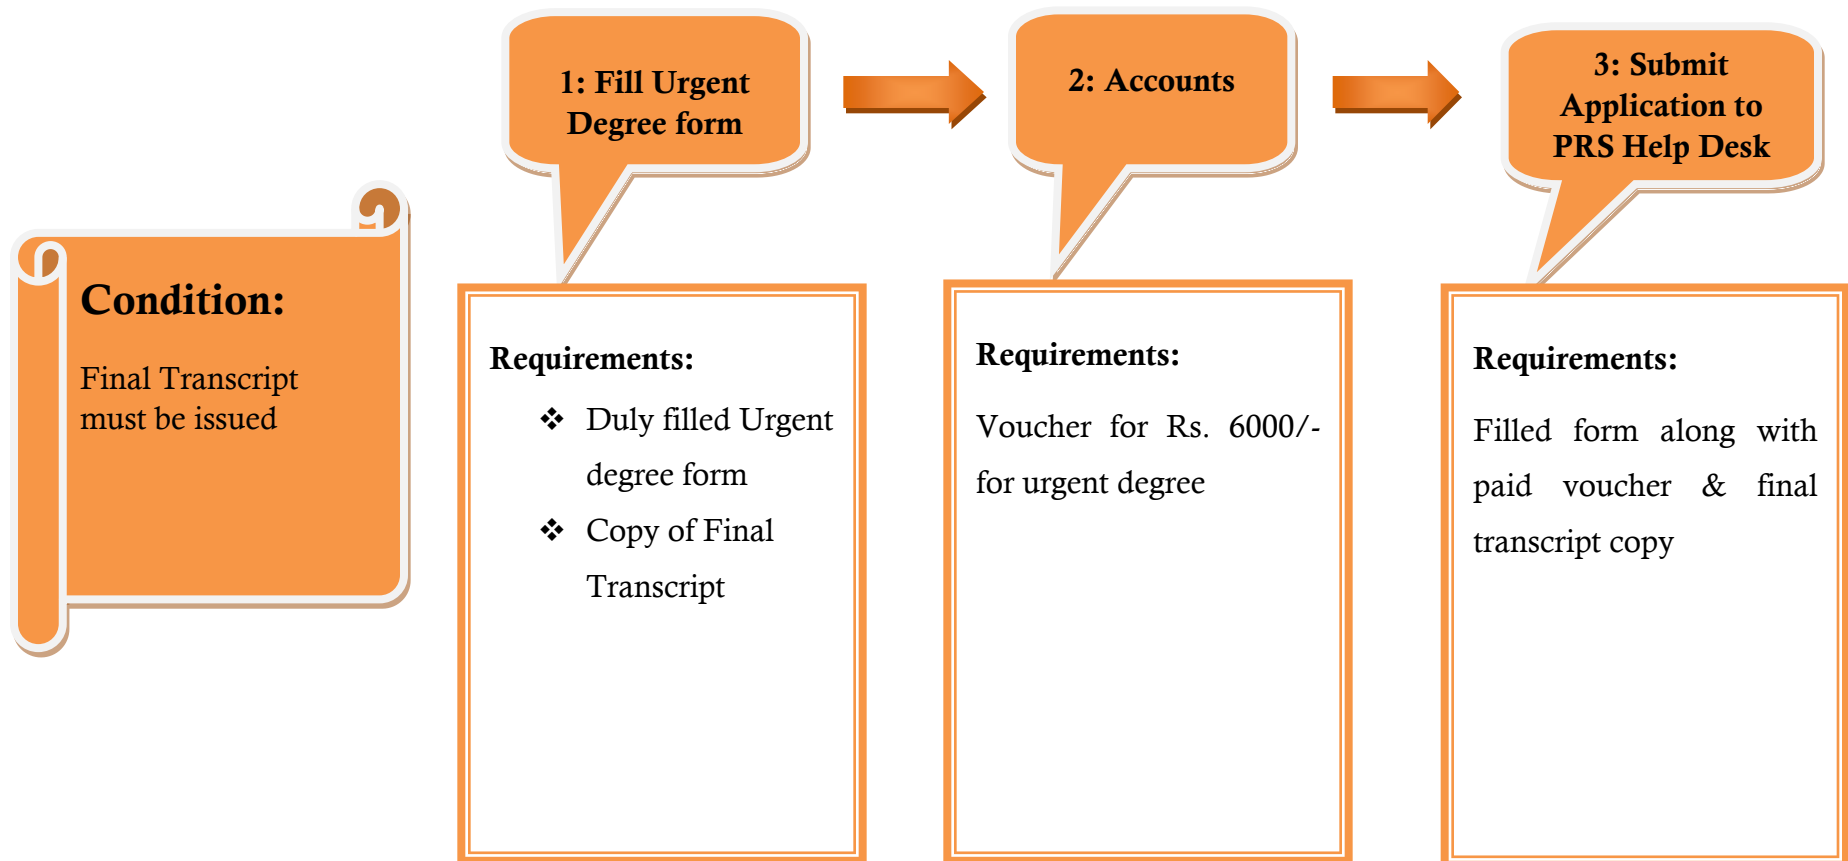 Condition:
Final Transcript
must be issued
1: Fill Urgent
Degree form
Requirements:
❖ Duly filled Urgent
degree form
❖ Copy of Final
Transcript
2: Accounts
Requirements:
Voucher for Rs. 6000/-
for urgent degree
3: Submit
Application to
PRS Help Desk
Requirements:
Filled form along with
paid voucher & final
transcript copy